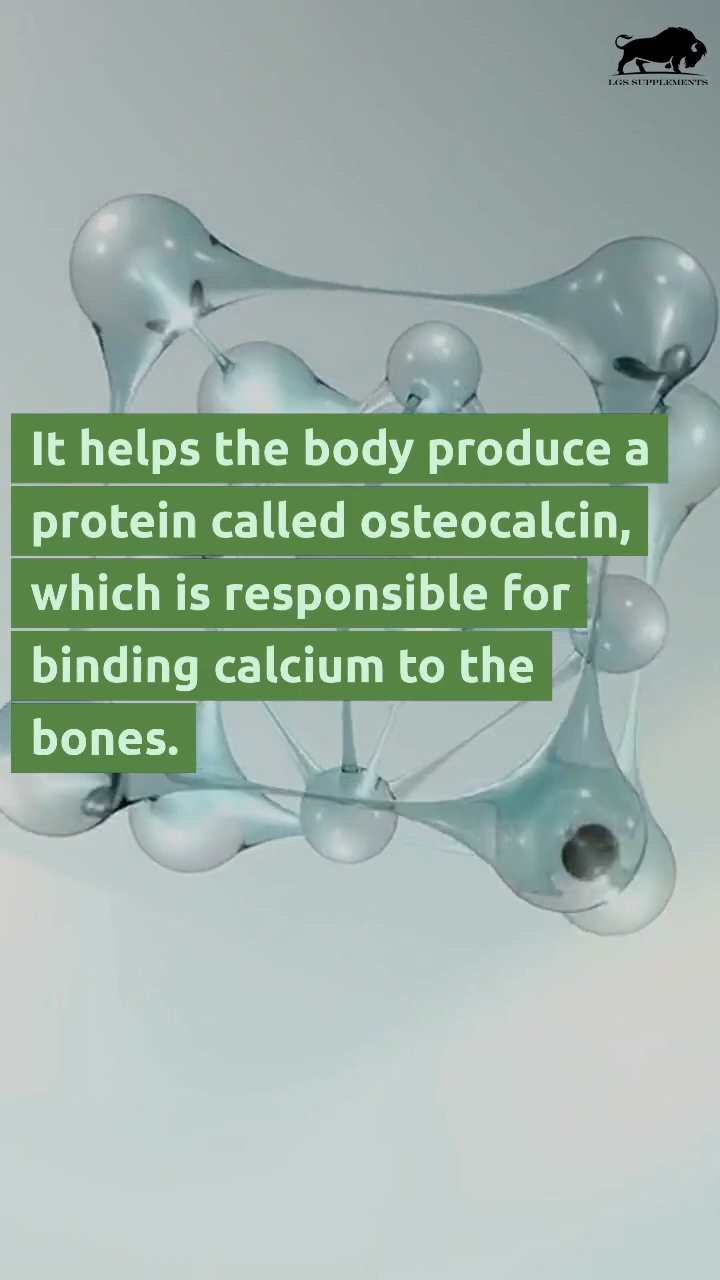 LGS SUPPLEMENTS
It helps the body produce a
protein called osteocalcin,
which is responsible for
binding calcium to the
bones.